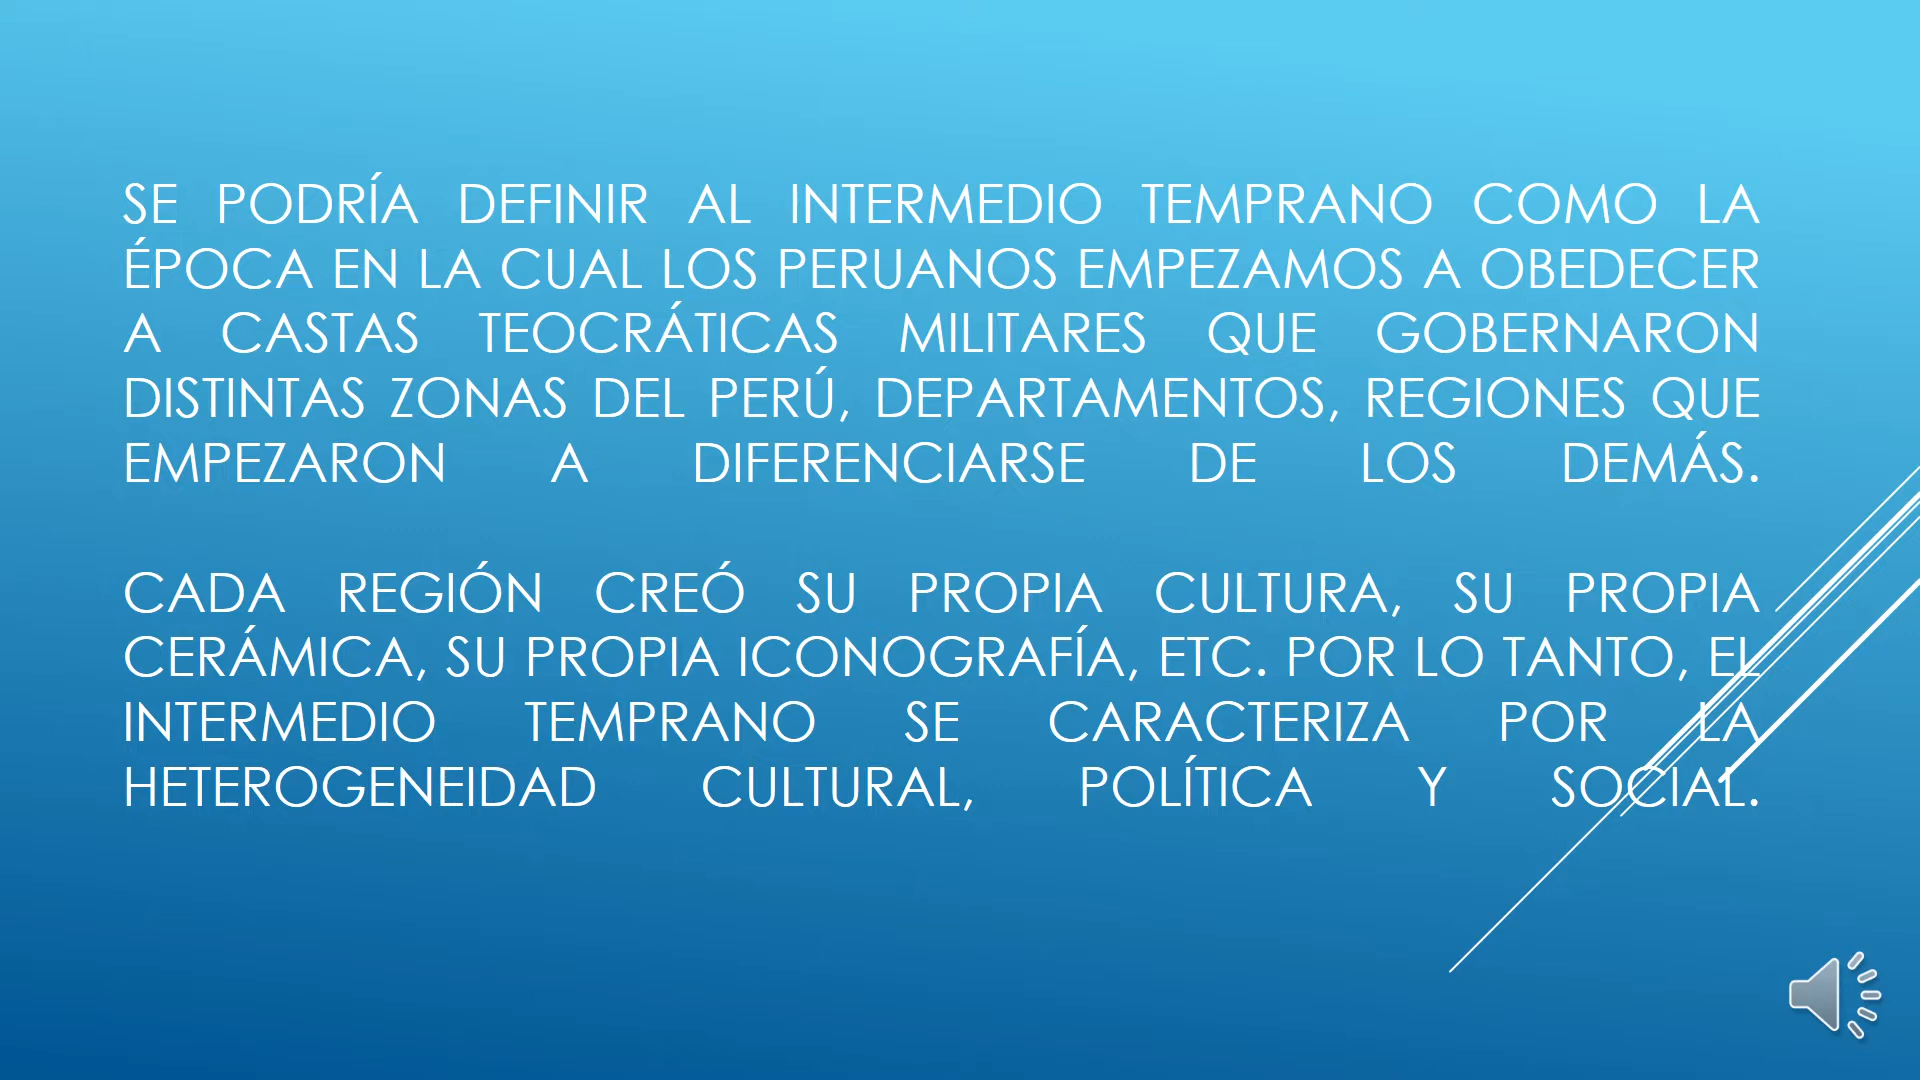 SE PODRÍA DEFINIR AL INTERMEDIO TEMPRANO COMO LA
ÉPOCA EN LA CUAL LOS PERUANOS EMPEZAMOS A OBEDECER
A CASTAS TEOCRÁTICAS MILITARES QUE GOBERNARON
DISTINTAS ZONAS DEL PERÚ, DEPARTAMENTOS, REGIONES QUE
EMPEZARON A DIFERENCIARSE DE LOS DEMÁS.
CADA REGIÓN CREÓ SU PROPIA CULTURA, SU PROPIA
CERÁMICA, SU PROPIA ICONOGRAFÍA, ETC. POR LO TANTO, EL
INTERMEDIO TEMPRANO SE CARACTERIZA POR LA
HETEROGENEIDAD CULTURAL, POLÍTICA Y SOCIAL.